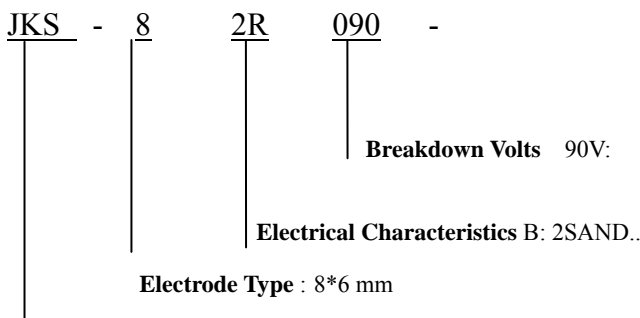 JKS - 8 2R 090 -
Breakdown Volts 90V:
Electrical Characteristics B: 2SAND..
Electrode Type : 8*6 mm